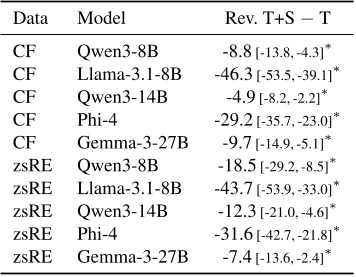 Data Model Rev. T+S − T
CF Qwen3-8B -8.8 [-13.8, -4.3]*
CF Llama-3.1-8B -46.3 [-53.5, -39.1]*
CF Qwen3-14B -4.9 [-8.2, -2.2]*
CF Phi-4 -29.2 [-35.7, -23.0]*
CF Gemma-3-27B -9.7 [-14.9, -5.1]*
zsRE Qwen3-8B -18.5 [-29.2, -8.5]*
zsRE Llama-3.1-8B -43.7 [-53.9, -33.0]*
zsRE Qwen3-14B -12.3 [-21.0, -4.6]*
zsRE Phi-4 -31.6 [-42.7, -21.8]*
zsRE Gemma-3-27B -7.4 [-13.6, -2.4]*